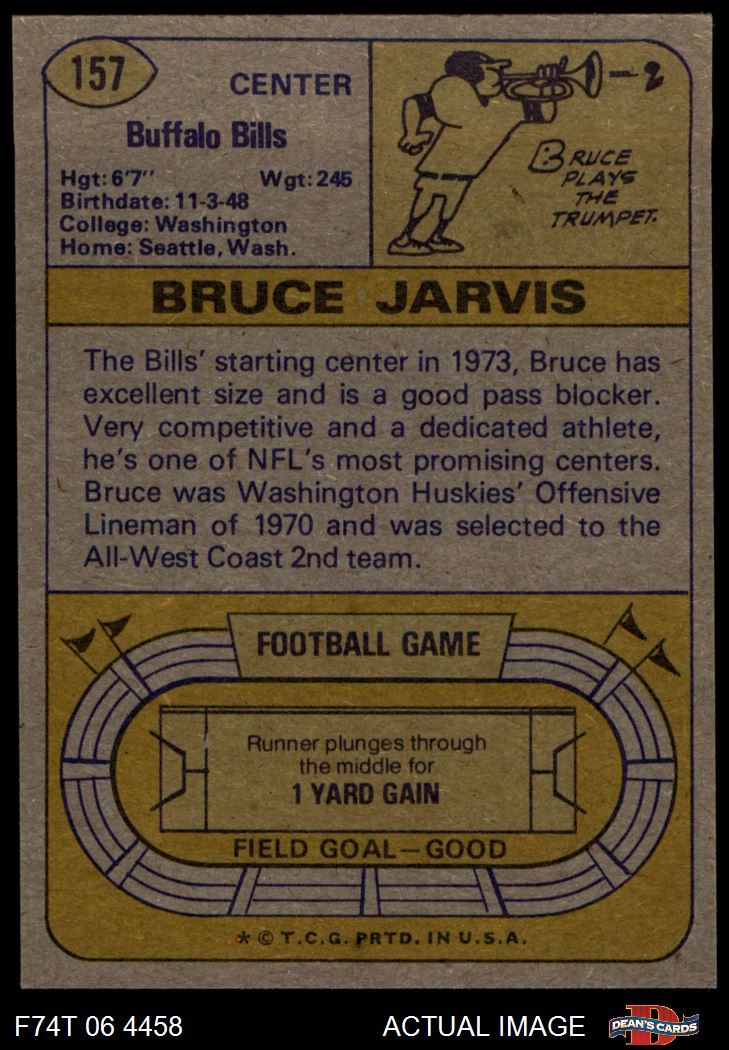 157
CENTER
Buffalo Bills
Hgt: 6'7" Wgt: 245
Birthdate: 11-3-48
College: Washington
Home: Seattle, Wash.
BRUCE
PLAYS
THE
TRUMPET.
BRUCE JARVIS
The Bills' starting center in 1973, Bruce has
excellent size and is a good pass blocker.
Very competitive and a dedicated athlete,
he's one of NFL's most promising centers.
Bruce was Washington Huskies' Offensive
Lineman of 1970 and was selected to the
All-West Coast 2nd team.
FOOTBALL GAME
Runner plunges through
the middle for
1 YARD GAIN
FIELD GOAL—GOOD
* © T.C.G. PRTD. IN U.S.A.
F74T 06 4458 ACTUAL IMAGE
D
DEAN'S CARDS